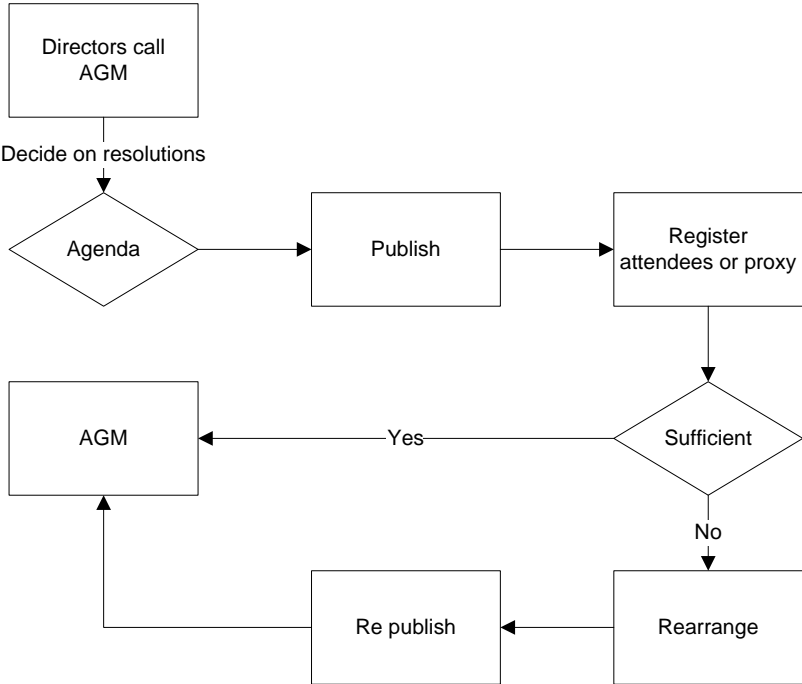 Directors call
AGM
Decide on resolutions
Agenda
Publish
Register
attendees or proxy
AGM
Yes
Sufficient
No
Re publish
Rearrange